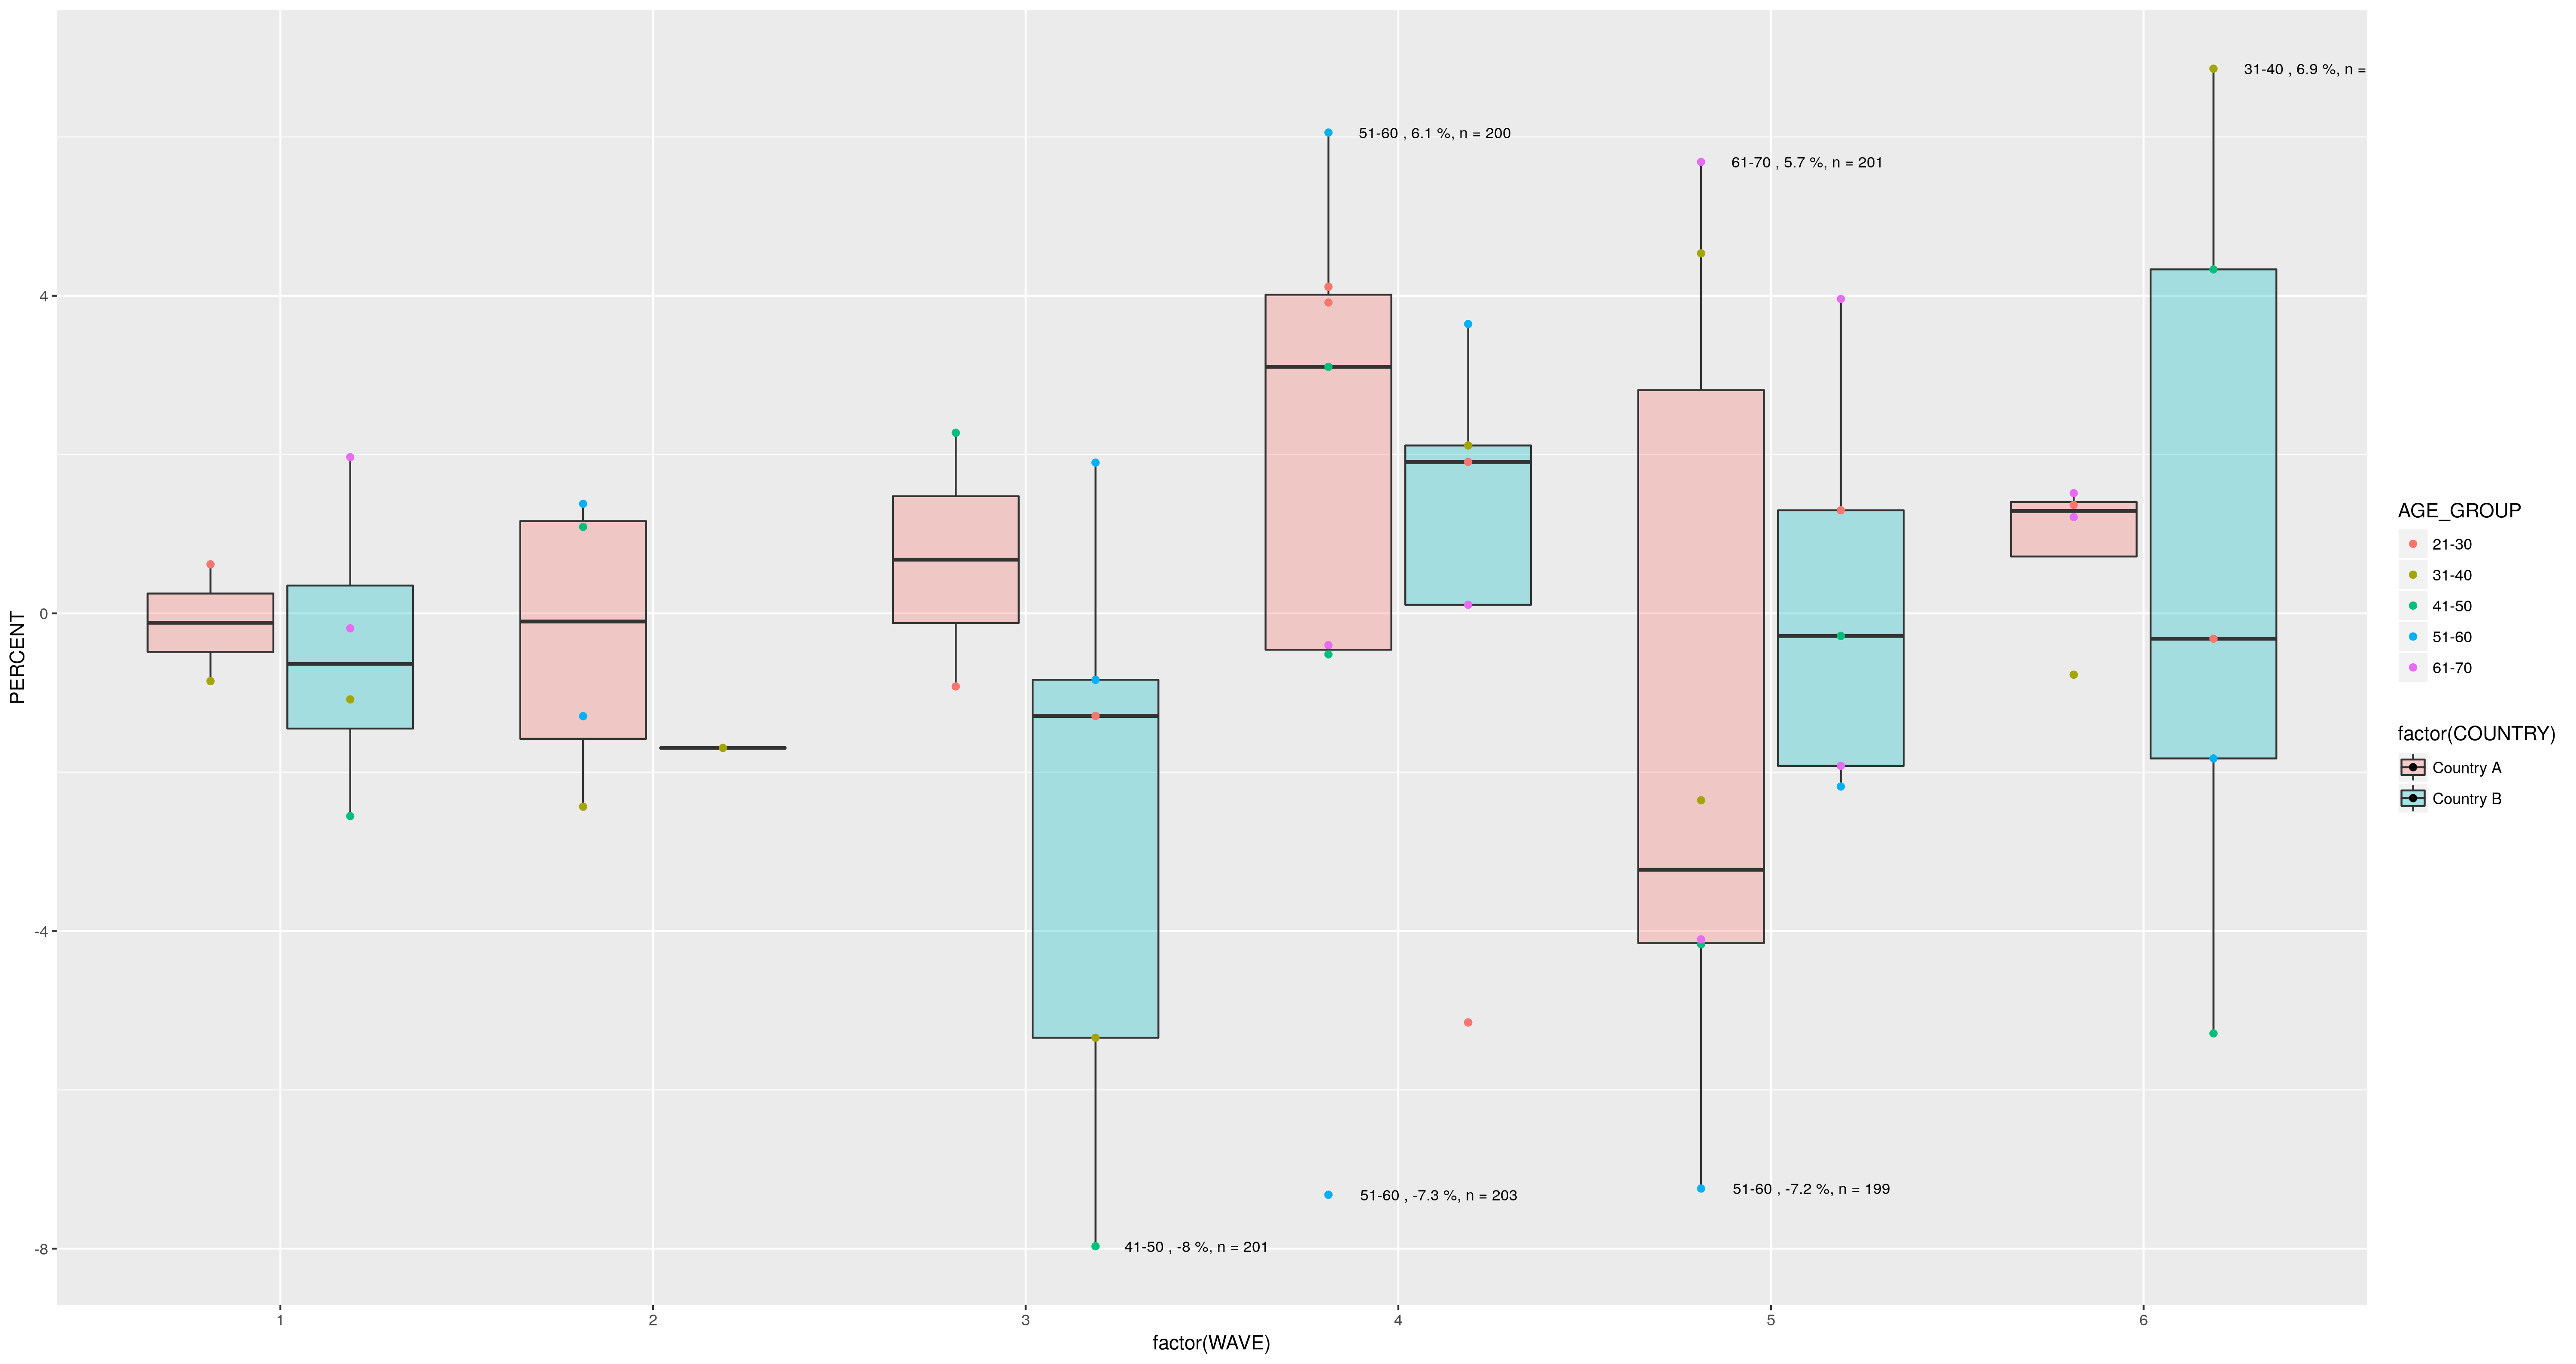 31-40 , 6.9 %, n =
51-60 , 6.1 %, n = 200
61-70 , 5.7 %, n = 201
51-60 , -7.2 %, n = 199
51-60 , -7.3 %, n = 203
41-50 , -8 %, n = 201
4
0
-4
-8
PERCENT
1 2 3 4 5 6
factor(WAVE)
AGE_GROUP
21-30
31-40
41-50
51-60
61-70
factor(COUNTRY)
Country A
Country B